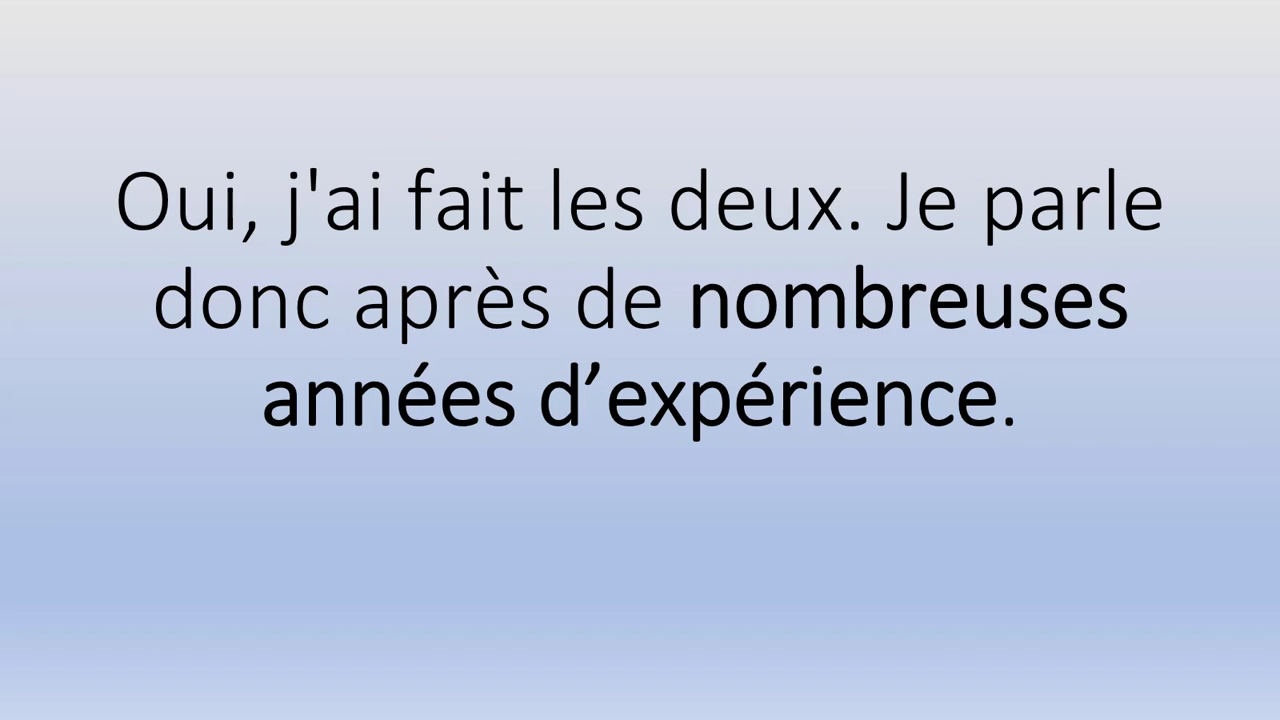 Oui, j'ai fait les deux. Je parle
donc après de nombreuses
années d’expérience.